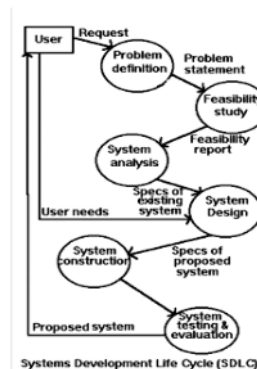 User
Request
Problem
definition
Problem
statement
Feasibility
study
Feasibility
report
System
analysis
Specs of
existing
system
System
Design
User needs
System
construction
Specs of
proposed
system
System
testing &
evaluation
Proposed system
Systems Development Life Cycle (SDLC)